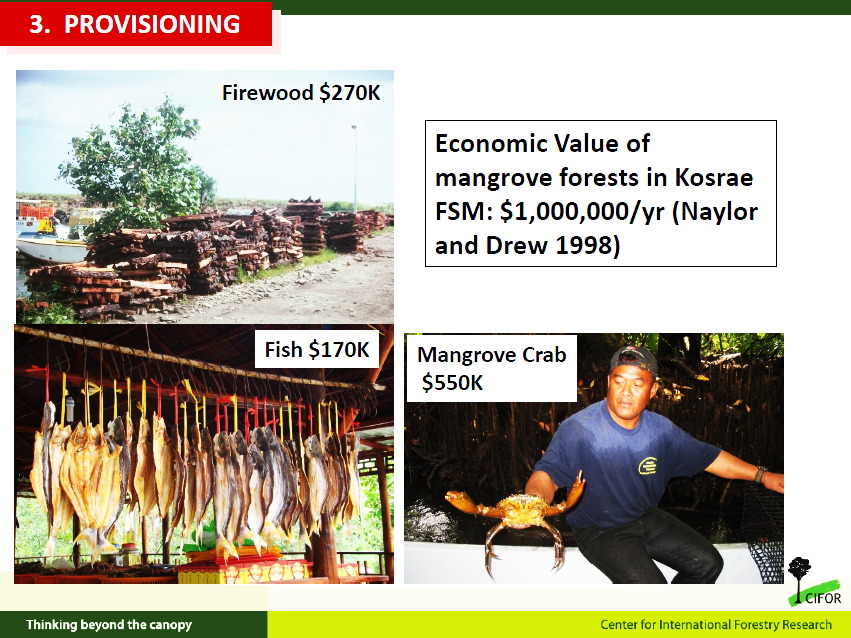 3. PROVISIONING
Firewood $270K
Economic Value of
mangrove forests in Kosrae
FSM: $1,000,000/yr (Naylor
and Drew 1998)
Fish $170K
Mangrove Crab
$550K
CIFOR
Thinking beyond the canopy
Center for International Forestry Research